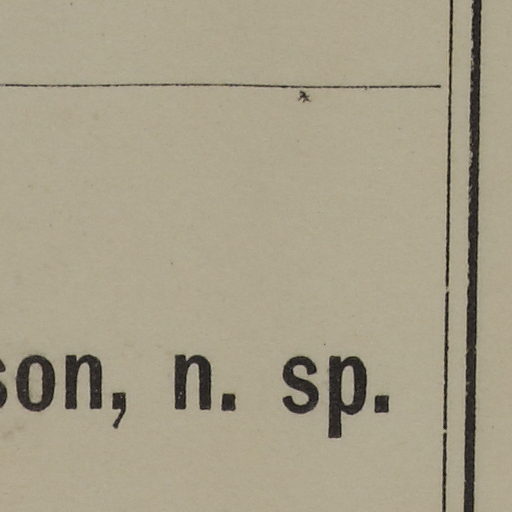 son, n. sp.